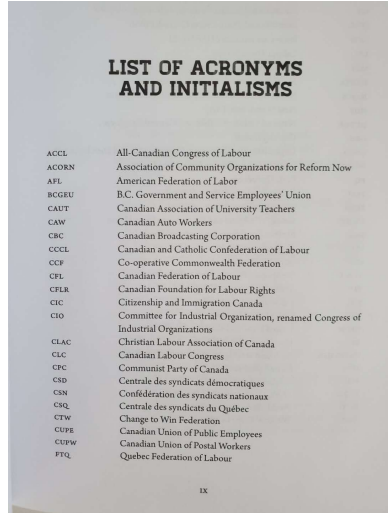 LIST OF ACRONYMS
AND INITIALISMS
ACCL All-Canadian Congress of Labour
ACORN Association of Community Organizations for Reform Now
AFL American Federation of Labor
BCGEU B.C. Government and Service Employees' Union
CAUT Canadian Association of University Teachers
CAW Canadian Auto Workers
CBC Canadian Broadcasting Corporation
CCCL Canadian and Catholic Confederation of Labour
CCF Co-operative Commonwealth Federation
CFL Canadian Federation of Labour
CFLR Canadian Foundation for Labour Rights
CIC Citizenship and Immigration Canada
CIO Committee for Industrial Organization, renamed Congress of
Industrial Organizations
CLAC Christian Labour Association of Canada
CLC Canadian Labour Congress
CPC Communist Party of Canada
CSD Centrale des syndicats démocratiques
CSN Confédération des syndicats nationaux
CSQ Centrale des syndicats du Québec
CTW Change to Win Federation
CUPE Canadian Union of Public Employees
CUPW Canadian Union of Postal Workers
FTQ Quebec Federation of Labour
IX